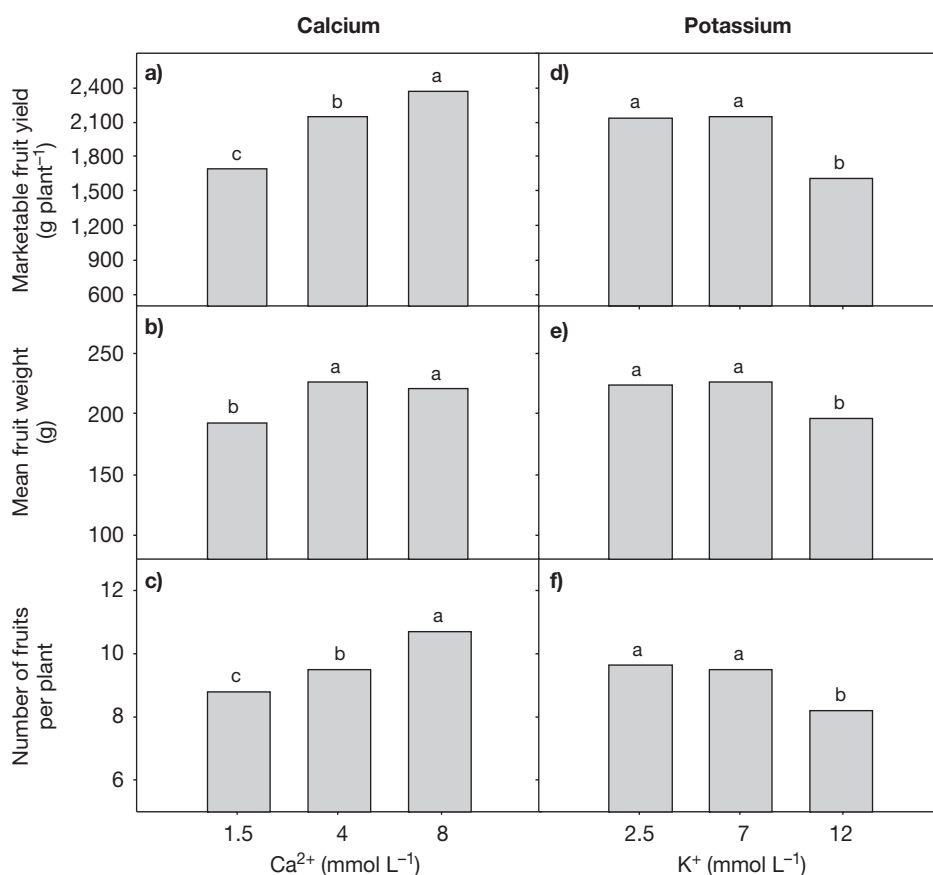 Calcium Potassium
Marketable fruit yield
(g plant⁻¹)
a) d)
2,400
2,100
1,800
1,500
1,200
900
600
c b a
a a b
Mean fruit weight
(g)
b) e)
250
200
150
100
b a a
a a b
Number of fruits
per plant
c) f)
12
10
8
6
c b a
a a b
1.5 4 8
2.5 7 12
Ca²⁺ (mmol L⁻¹) K⁺ (mmol L⁻¹)